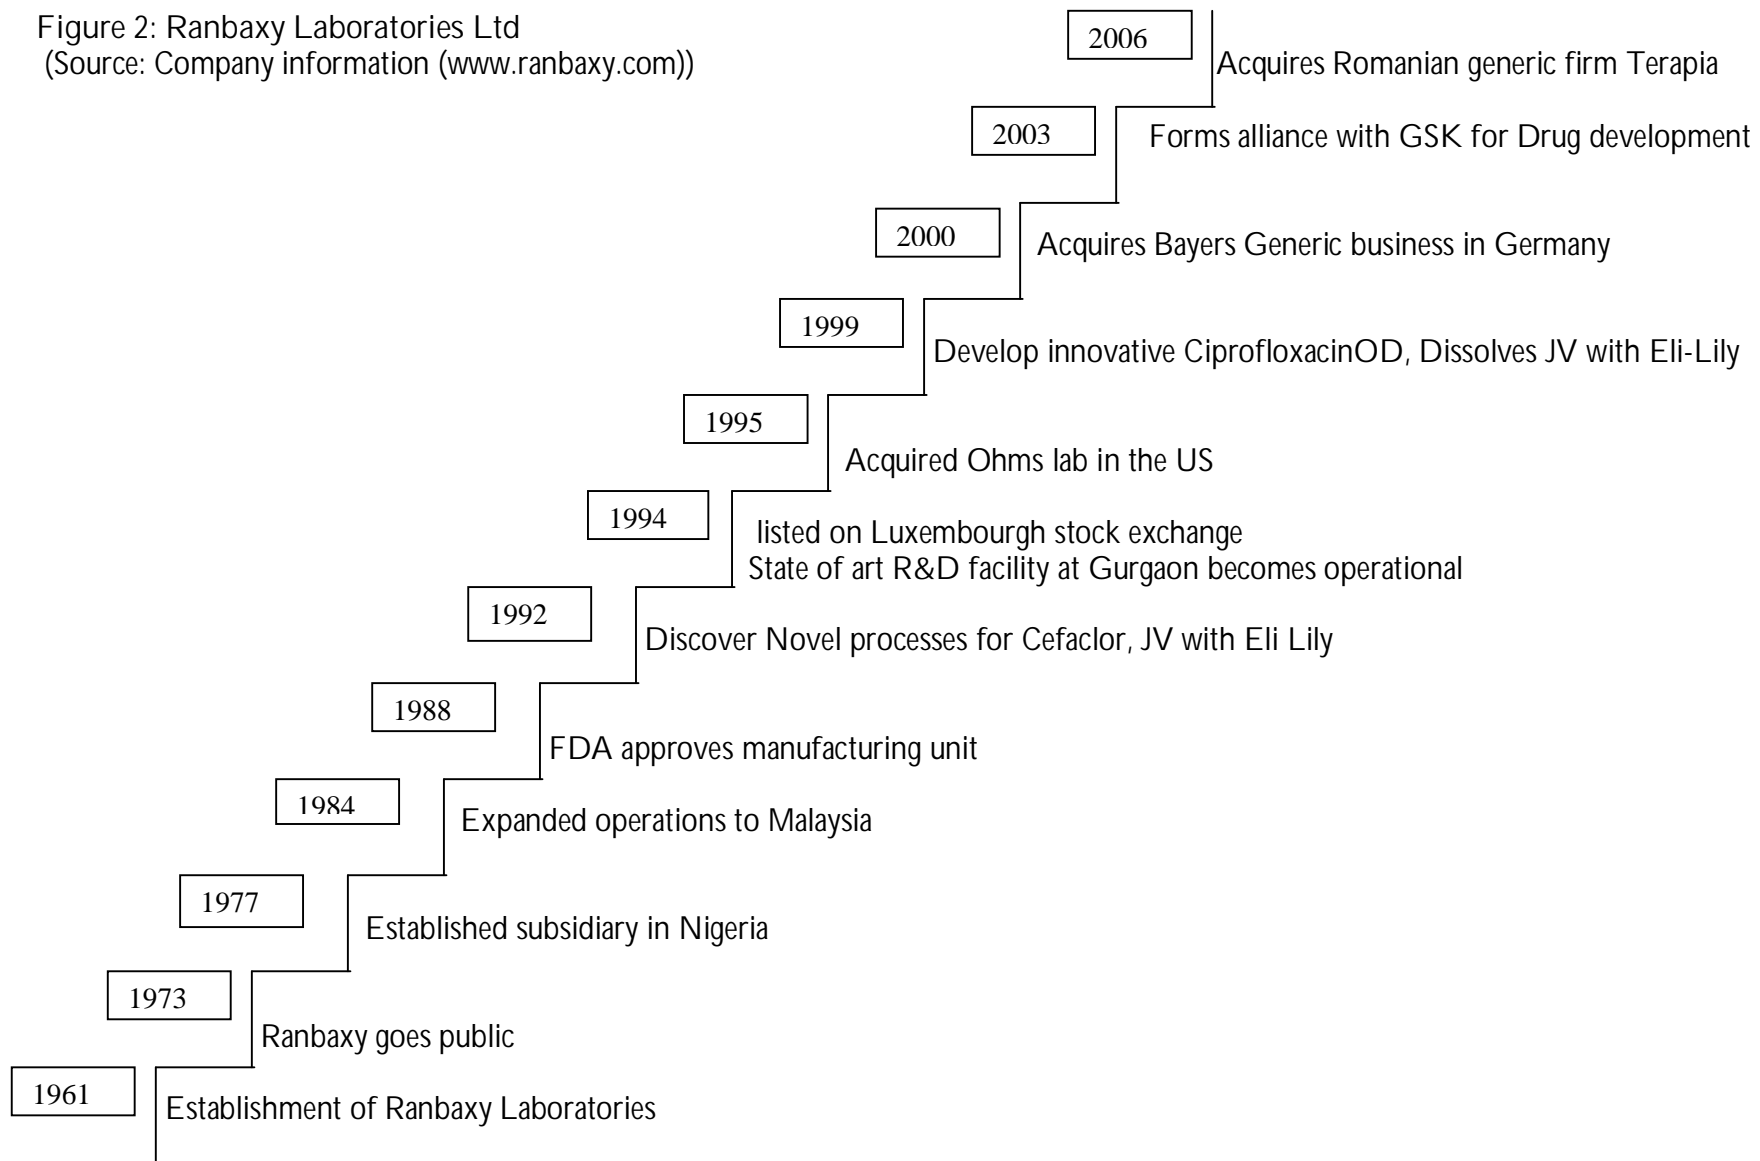 Figure 2: Ranbaxy Laboratories Ltd
(Source: Company information (www.ranbaxy.com))
2006
Acquires Romanian generic firm Terapia
2003
Forms alliance with GSK for Drug development
2000
Acquires Bayers Generic business in Germany
1999
Develop innovative CiprofloxacinOD, Dissolves JV with Eli-Lily
1995
Acquired Ohms lab in the US
1994
listed on Luxembourgh stock exchange
State of art R&D facility at Gurgaon becomes operational
1992
Discover Novel processes for Cefaclor, JV with Eli Lily
1988
FDA approves manufacturing unit
1984
Expanded operations to Malaysia
1977
Established subsidiary in Nigeria
1973
Ranbaxy goes public
1961
Establishment of Ranbaxy Laboratories